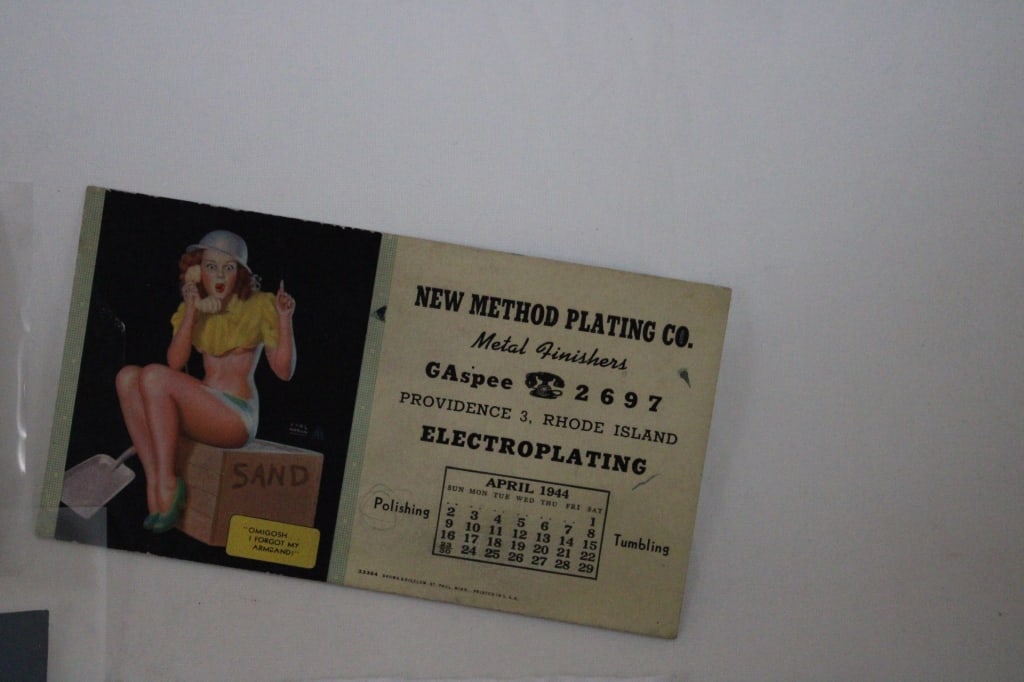 SAND
"OMIGOSH
I FORGOT MY
ARMBAND!"
NEW METHOD PLATING CO.
Metal Finishers
GAspee 2697
PROVIDENCE 3, RHODE ISLAND
ELECTROPLATING
Polishing
APRIL 1944
SUN MON TUE WED THU FRI SAT
1
2 3 4 5 6 7 8
9 10 11 12 13 14 15
16 17 18 19 20 21 22
23/30 24 25 26 27 28 29
Tumbling